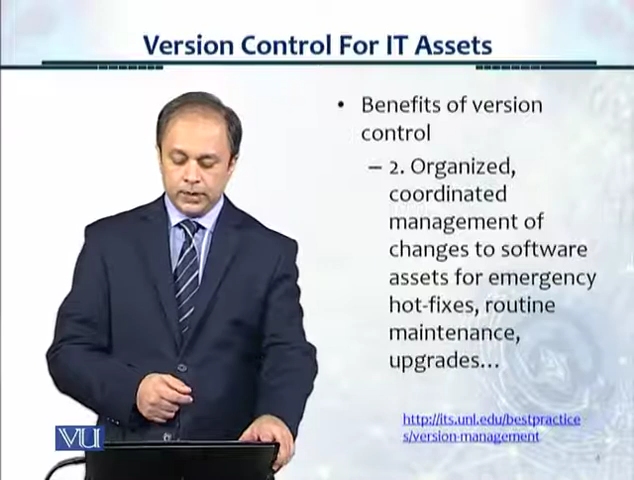 Version Control For IT Assets
• Benefits of version
control
– 2. Organized,
coordinated
management of
changes to software
assets for emergency
hot-fixes, routine
maintenance,
upgrades...
http://its.unl.edu/bestpractice
s/version-management
VU
4